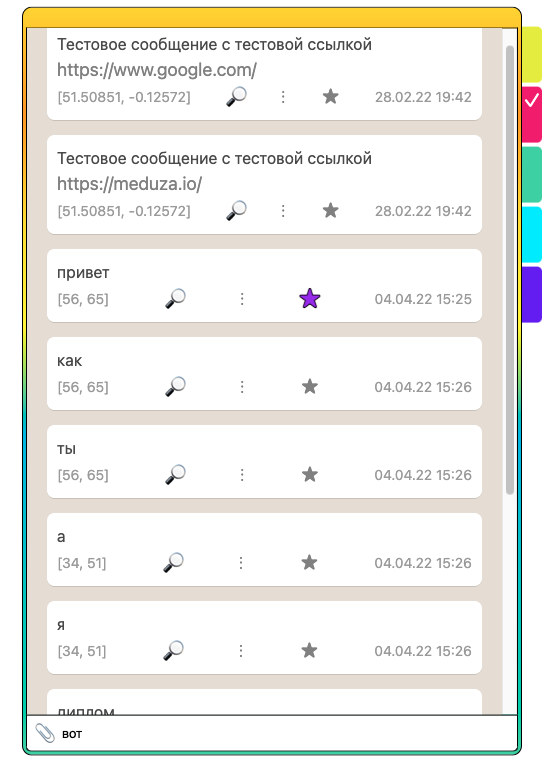 Тестовое сообщение с тестовой ссылкой
https://www.google.com/
[51.50851, -0.12572] 28.02.22 19:42
Тестовое сообщение с тестовой ссылкой
https://meduza.io/
[51.50851, -0.12572] 28.02.22 19:42
привет
[56, 65] 04.04.22 15:25
как
[56, 65] 04.04.22 15:26
ты
[56, 65] 04.04.22 15:26
а
[34, 51] 04.04.22 15:26
я
[34, 51] 04.04.22 15:26
диплом
вот